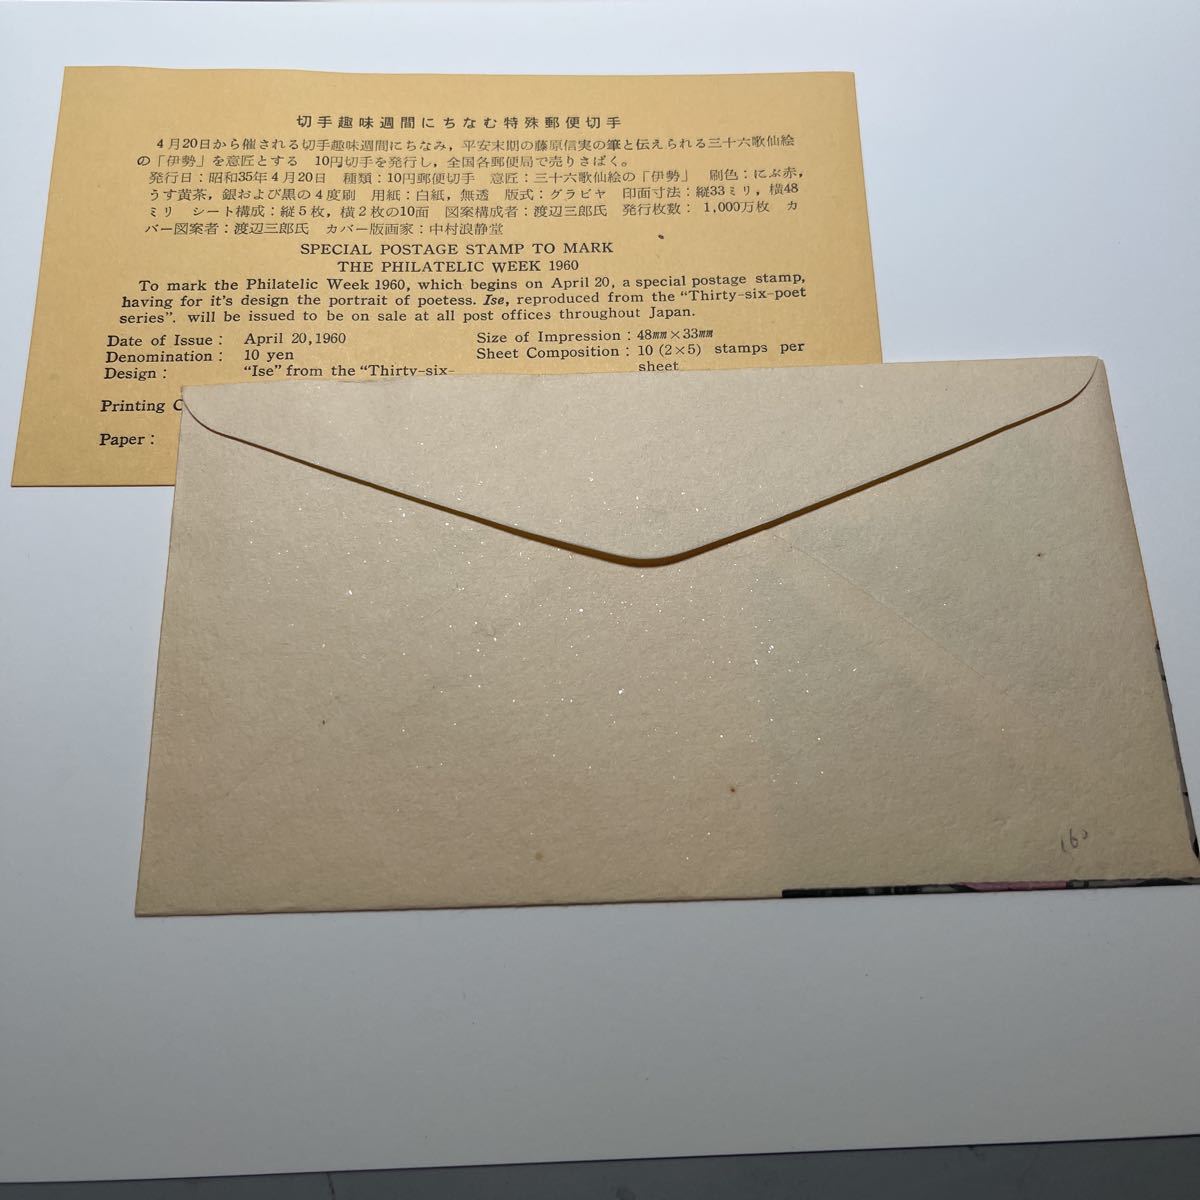 切手趣味週間にちなむ特殊郵便切手
4月20日から催される切手趣味週間にちなみ，平安末期の藤原信実の筆と伝えられる三十六歌仙絵
の「伊勢」を意匠とする 10円切手を発行し，全国各郵便局で売りさばく。
発行日：昭和35年4月20日 種類：10円郵便切手 意匠：三十六歌仙絵の「伊勢」 刷色：にぶ赤，
うす黄茶，銀および黒の4度刷 用紙：白紙，無透 版式：グラビヤ 印面寸法：縦33ミリ，横48
ミリ シート構成：縦5枚，横2枚の10面 図案構成者：渡辺三郎氏 発行枚数：1,000万枚 カ
バー図案者：渡辺三郎氏 カバー版画家：中村浪静堂
SPECIAL POSTAGE STAMP TO MARK
THE PHILATELIC WEEK 1960
To mark the Philatelic Week 1960, which begins on April 20, a special postage stamp,
having for it's design the portrait of poetess. Ise, reproduced from the "Thirty-six-poet
series". will be issued to be on sale at all post offices throughout Japan.
Date of Issue: April 20, 1960 Size of Impression: 48mm×33mm
Denomination: 10 yen Sheet Composition: 10 (2×5) stamps per
Design: "Ise" from the "Thirty-six- sheet
Printing C
Paper:
160